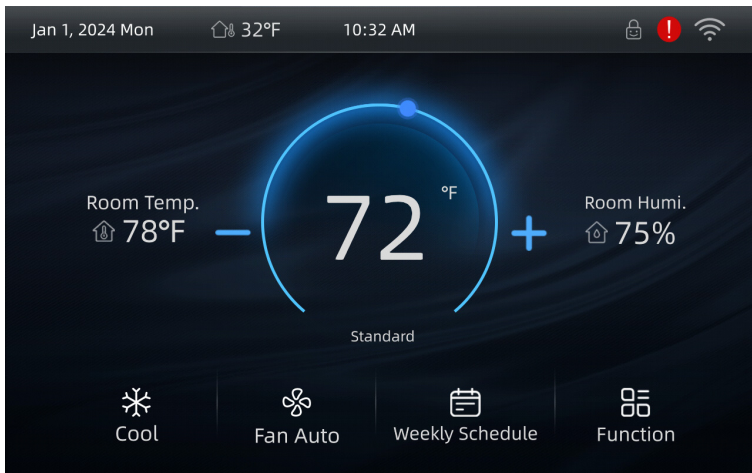 Jan 1, 2024 Mon 32°F 10:32 AM
Room Temp.
78°F
72 °F
Room Humi.
75%
Standard
Cool
Fan Auto
Weekly Schedule
Function